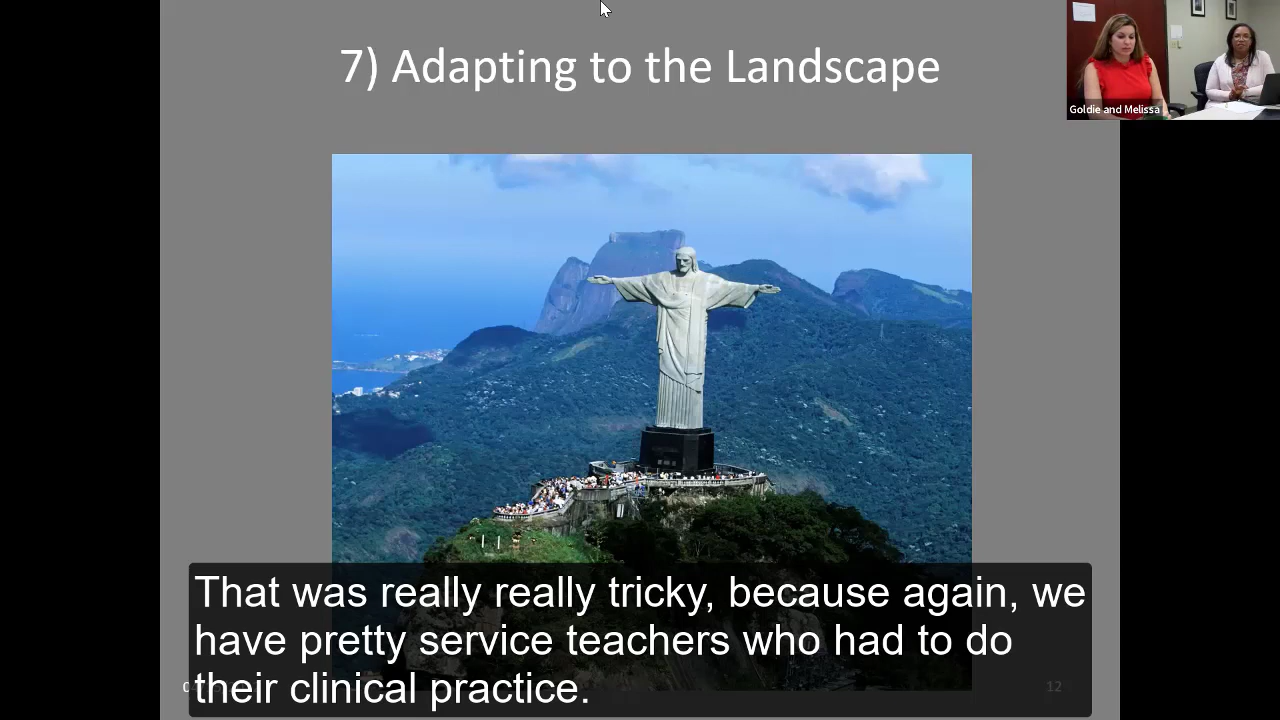 7) Adapting to the Landscape
Goldie and Melissa
That was really really tricky, because again, we
have pretty service teachers who had to do
their clinical practice.
12